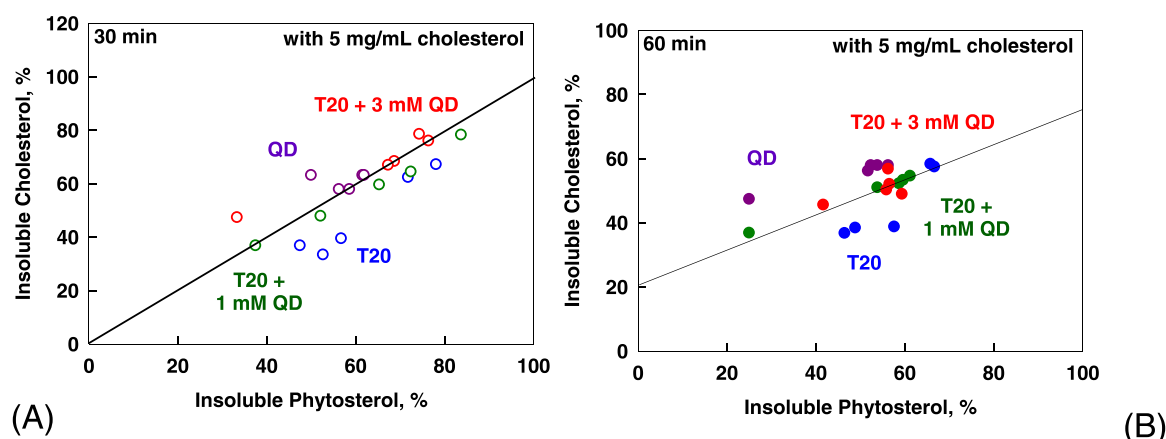 120
100
80
60
40
20
0
Insoluble Cholesterol, %
30 min
with 5 mg/mL cholesterol
T20 + 3 mM QD
QD
T20
T20 +
1 mM QD
0 20 40 60 80 100
Insoluble Phytosterol, %
(A)
100
80
60
40
20
0
Insoluble Cholesterol, %
60 min
with 5 mg/mL cholesterol
T20 + 3 mM QD
QD
T20 +
1 mM QD
T20
0 20 40 60 80 100
Insoluble Phytosterol, %
(B)